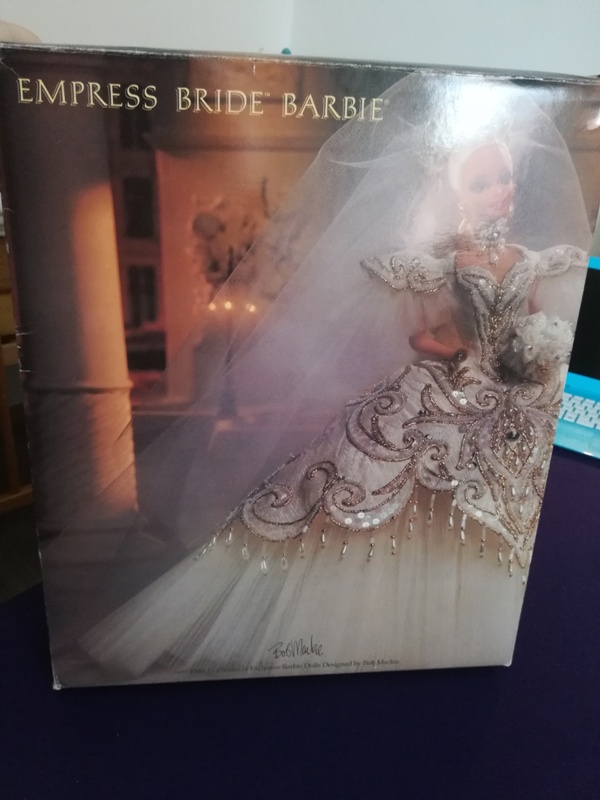 EMPRESS BRIDE™ BARBIE®
Bob Mackie
Barbie Dolls Designed by Bob Mackie